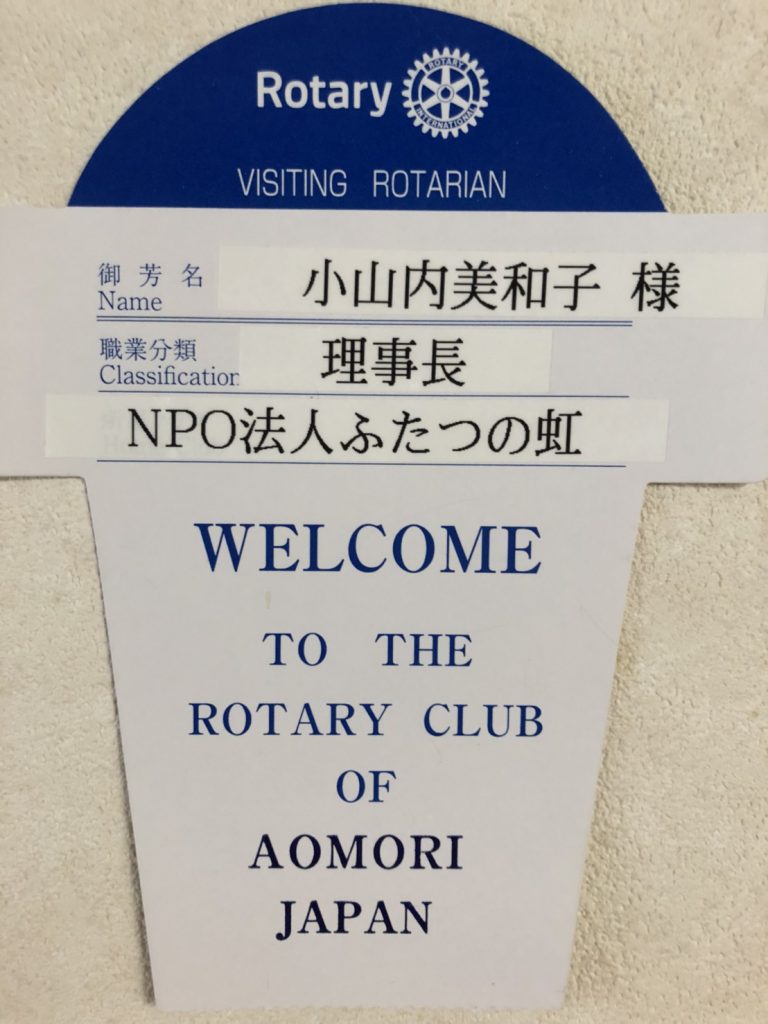 Rotary
ROTARY
INTERNATIONAL
VISITING ROTARIAN
御芳名 小山内美和子 様
Name
職業分類 理事長
Classification
NPO法人ふたつの虹
WELCOME
TO THE
ROTARY CLUB
OF
AOMORI
JAPAN